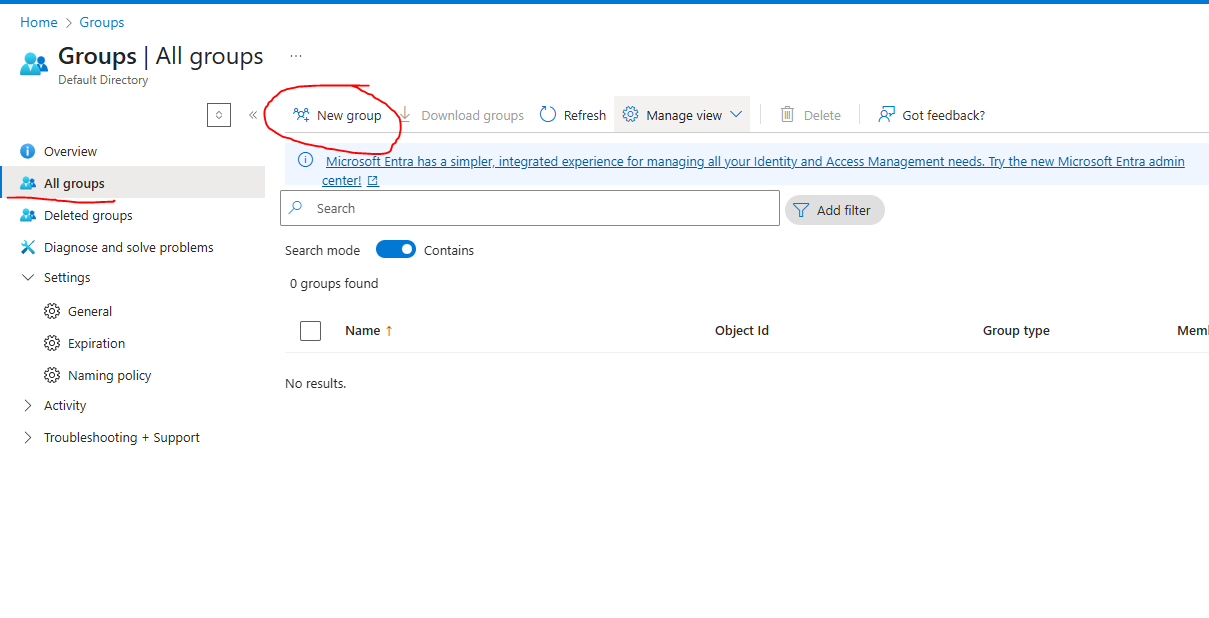 Home > Groups
Groups | All groups ...
Default Directory
« New group Download groups Refresh Manage view Delete Got feedback?
Overview
All groups
Deleted groups
Diagnose and solve problems
Settings
General
Expiration
Naming policy
Activity
Troubleshooting + Support
Microsoft Entra has a simpler, integrated experience for managing all your Identity and Access Management needs. Try the new Microsoft Entra admin
center!
Search Add filter
Search mode Contains
0 groups found
Name ↑ Object Id Group type Meml
No results.